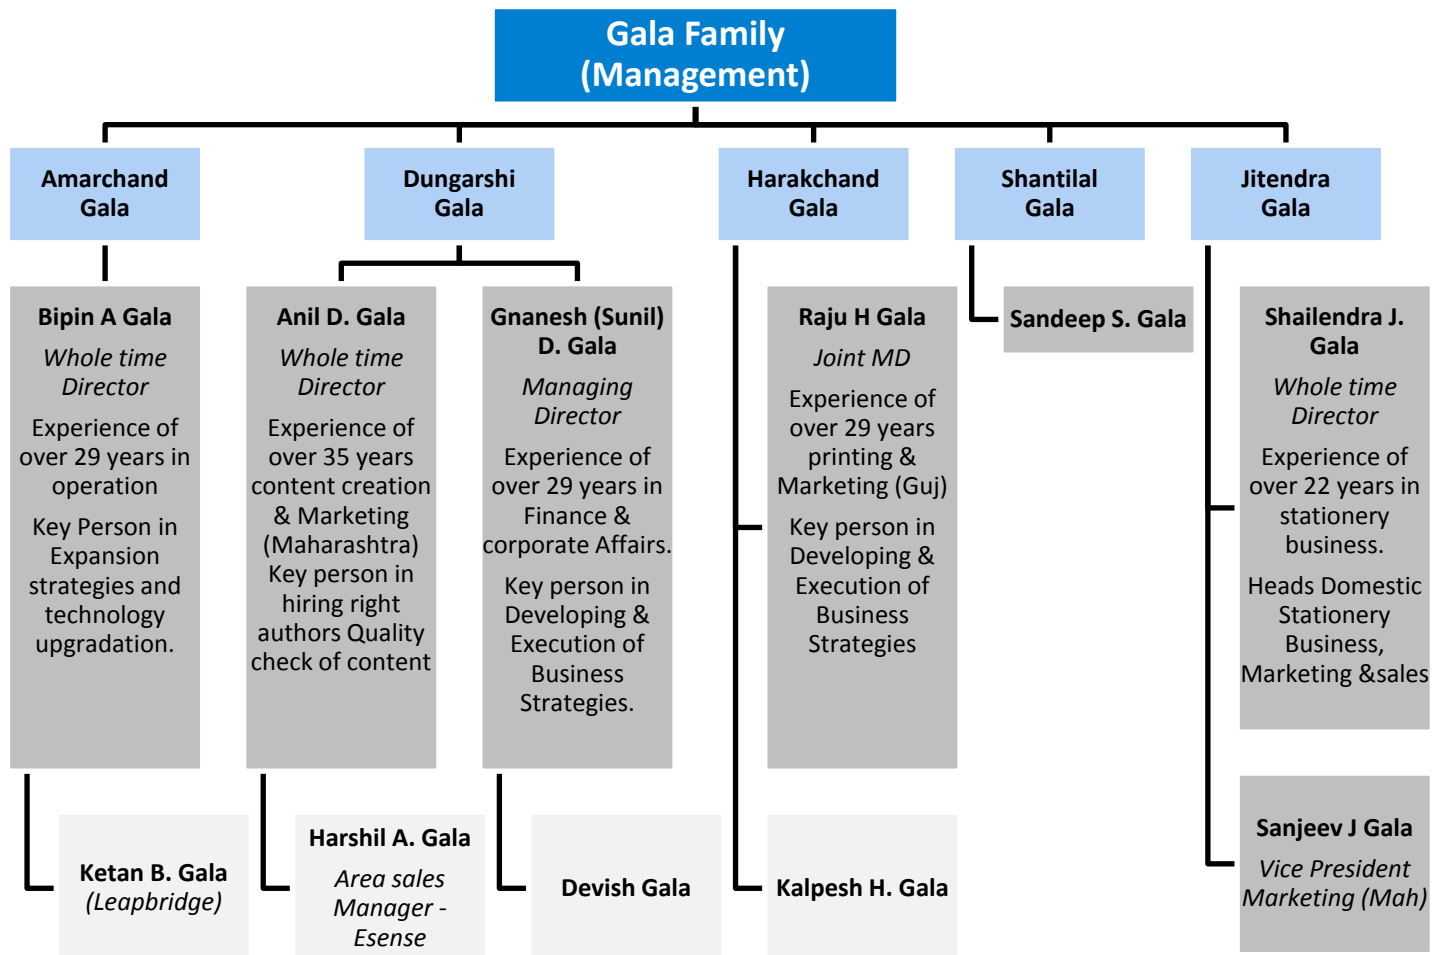 Gala Family
(Management)
Amarchand
Gala
Dungarshi
Gala
Harakchand
Gala
Shantilal
Gala
Jitendra
Gala
Bipin A Gala
Whole time
Director
Experience of
over 29 years in
operation
Key Person in
Expansion
strategies and
technology
upgradation.
Anil D. Gala
Whole time
Director
Experience of
over 35 years
content creation
& Marketing
(Maharashtra)
Key person in
hiring right
authors Quality
check of content
Gnanesh (Sunil)
D. Gala
Managing
Director
Experience of
over 29 years in
Finance &
corporate Affairs.
Key person in
Developing &
Execution of
Business
Strategies.
Raju H Gala
Joint MD
Experience of
over 29 years
printing &
Marketing (Guj)
Key person in
Developing &
Execution of
Business
Strategies
Sandeep S. Gala
Shailendra J.
Gala
Whole time
Director
Experience of
over 22 years in
stationery
business.
Heads Domestic
Stationery
Business,
Marketing &sales
Ketan B. Gala
(Leapbridge)
Harshil A. Gala
Area sales
Manager -
Esense
Devish Gala
Kalpesh H. Gala
Sanjeev J Gala
Vice President
Marketing (Mah)